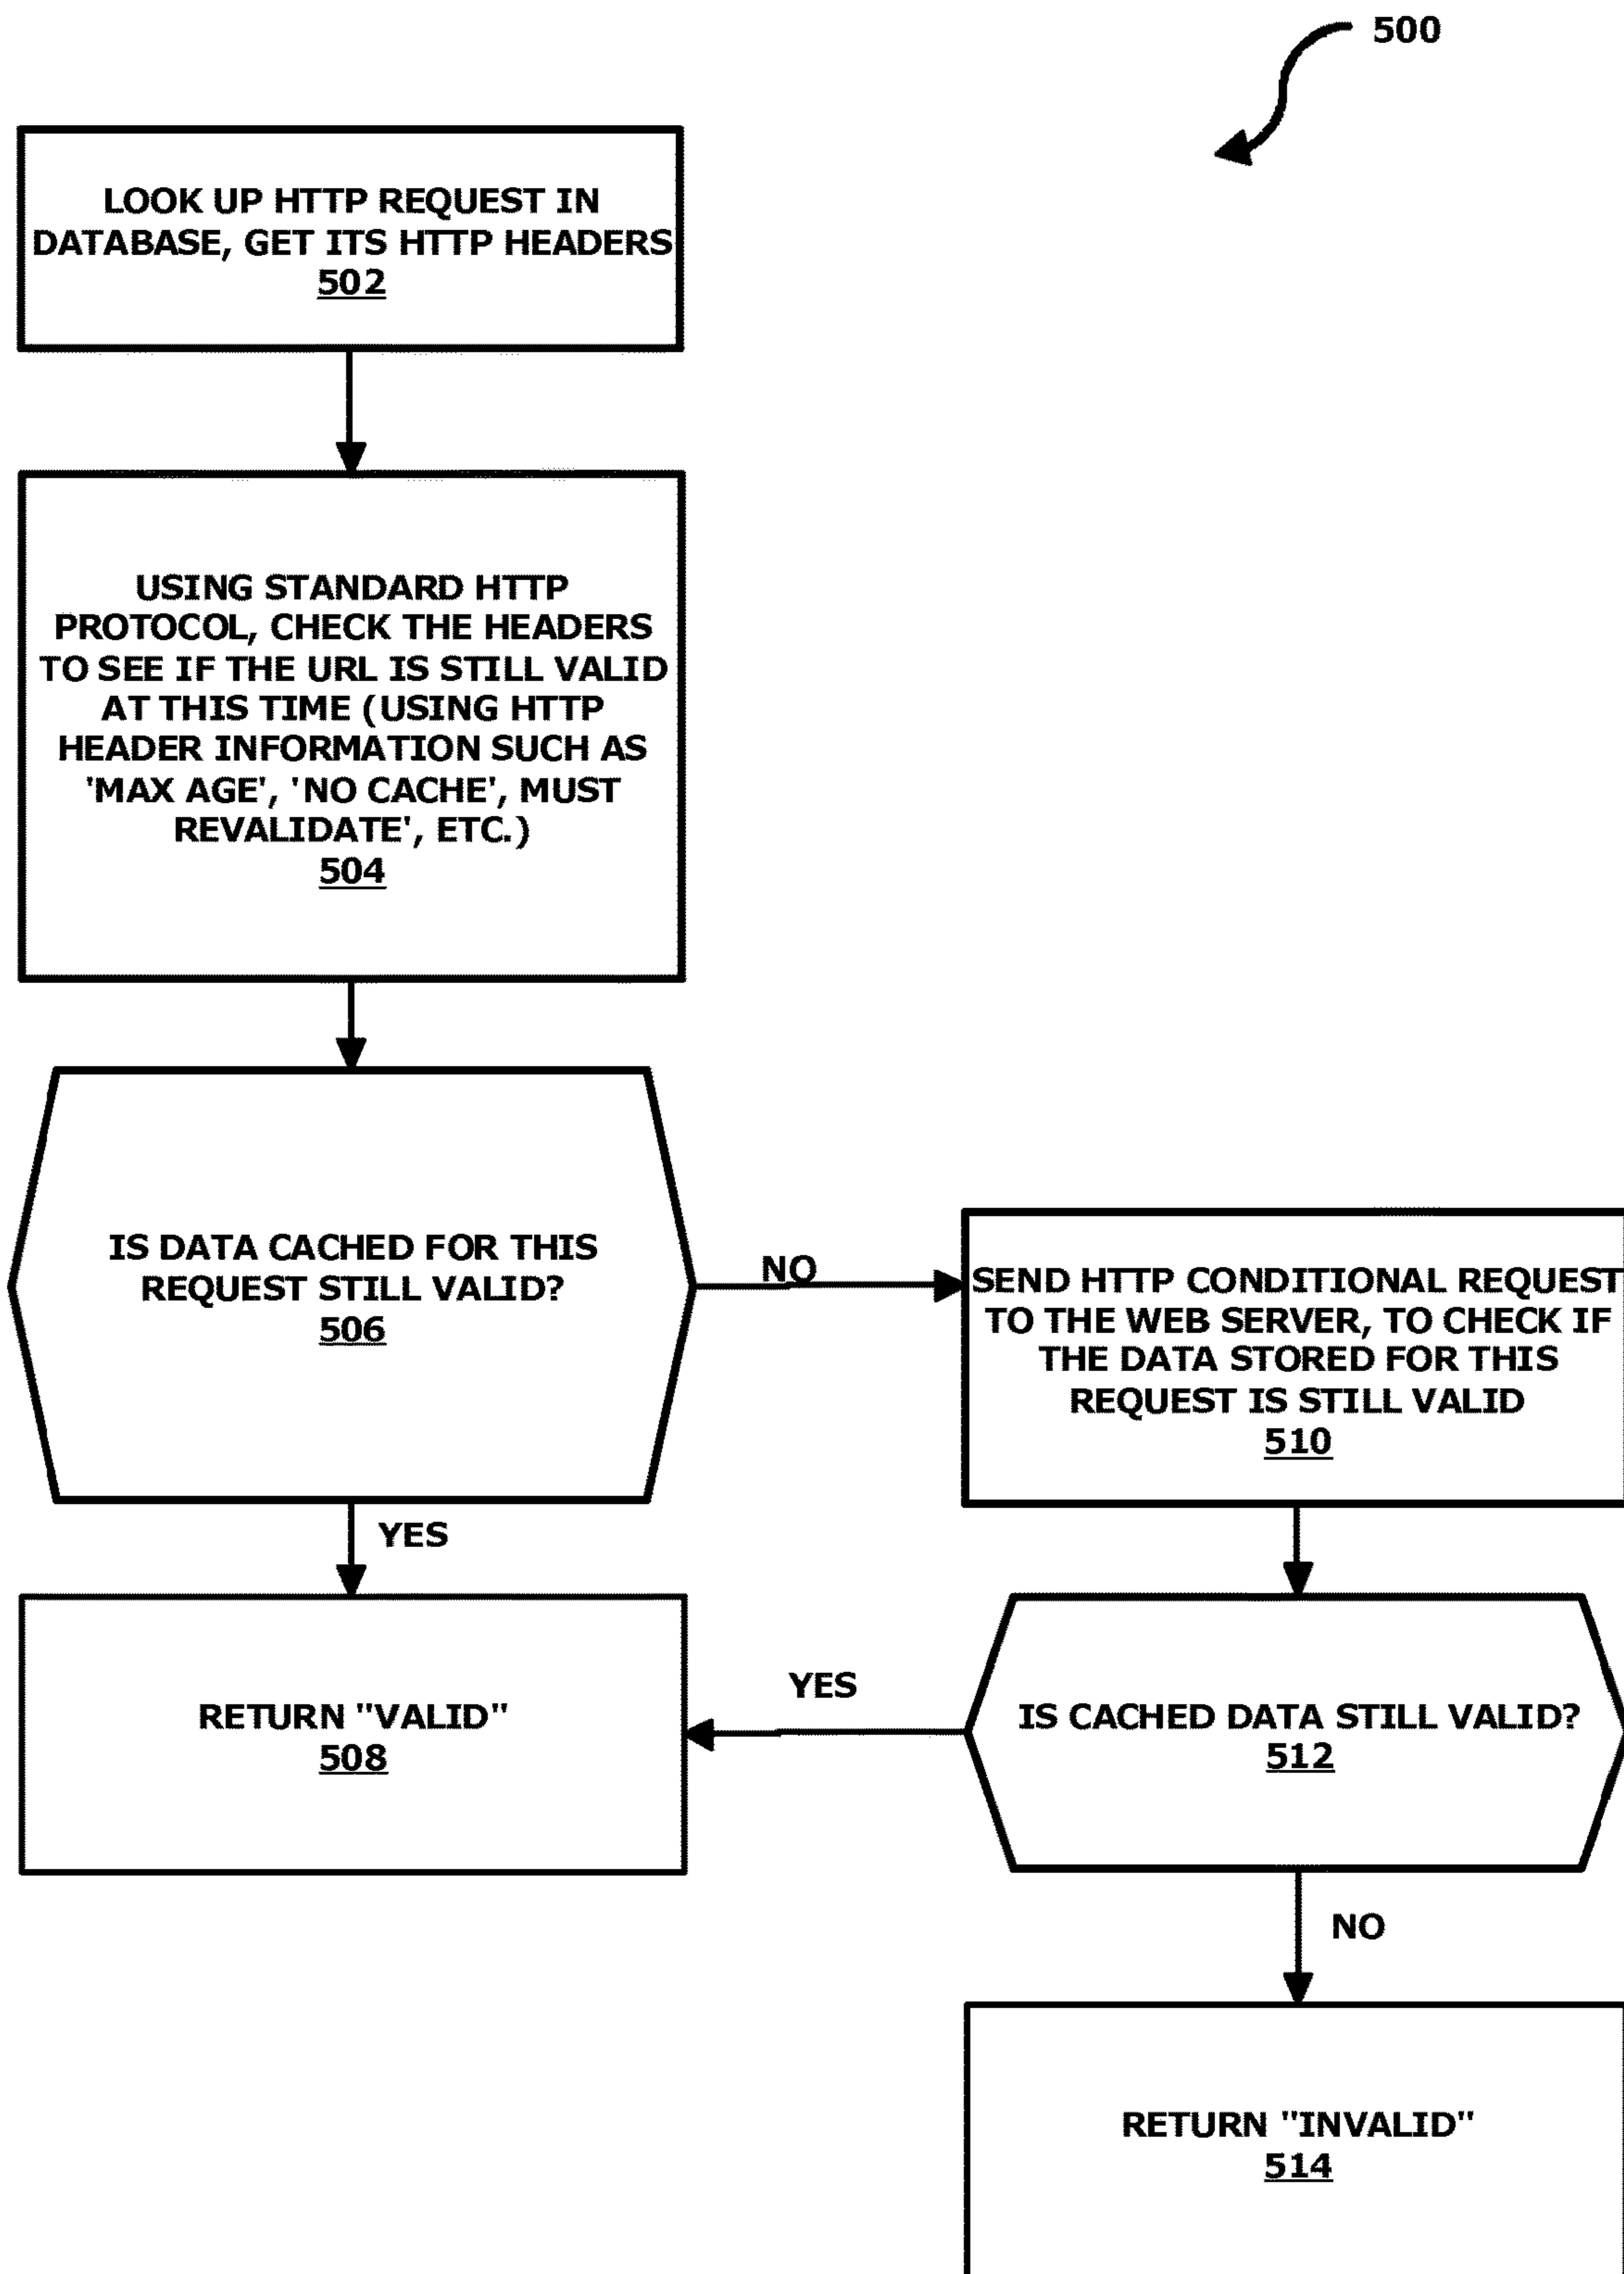 500
LOOK UP HTTP REQUEST IN
DATABASE, GET ITS HTTP HEADERS
502
USING STANDARD HTTP
PROTOCOL, CHECK THE HEADERS
TO SEE IF THE URL IS STILL VALID
AT THIS TIME (USING HTTP
HEADER INFORMATION SUCH AS
'MAX AGE', 'NO CACHE', MUST
REVALIDATE', ETC.)
504
IS DATA CACHED FOR THIS
REQUEST STILL VALID?
506
NO
SEND HTTP CONDITIONAL REQUEST
TO THE WEB SERVER, TO CHECK IF
THE DATA STORED FOR THIS
REQUEST IS STILL VALID
510
YES
RETURN "VALID"
508
YES
IS CACHED DATA STILL VALID?
512
NO
RETURN "INVALID"
514